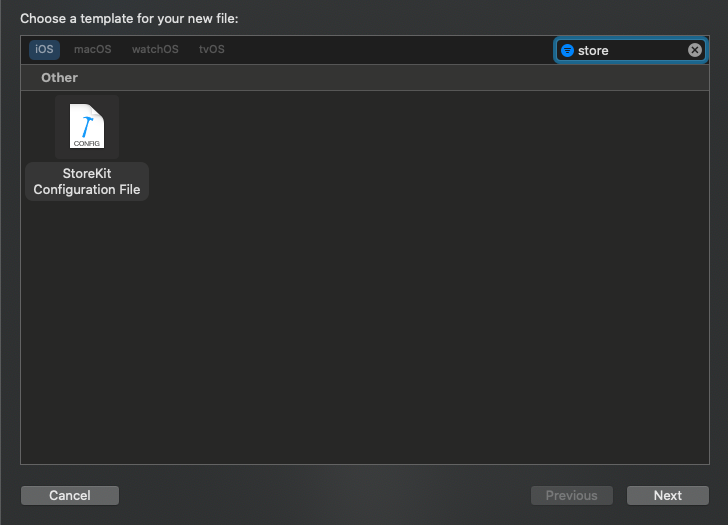 Choose a template for your new file:
iOS macOS watchOS tvOS store
Other
CONFIG
StoreKit
Configuration File
Cancel Previous Next